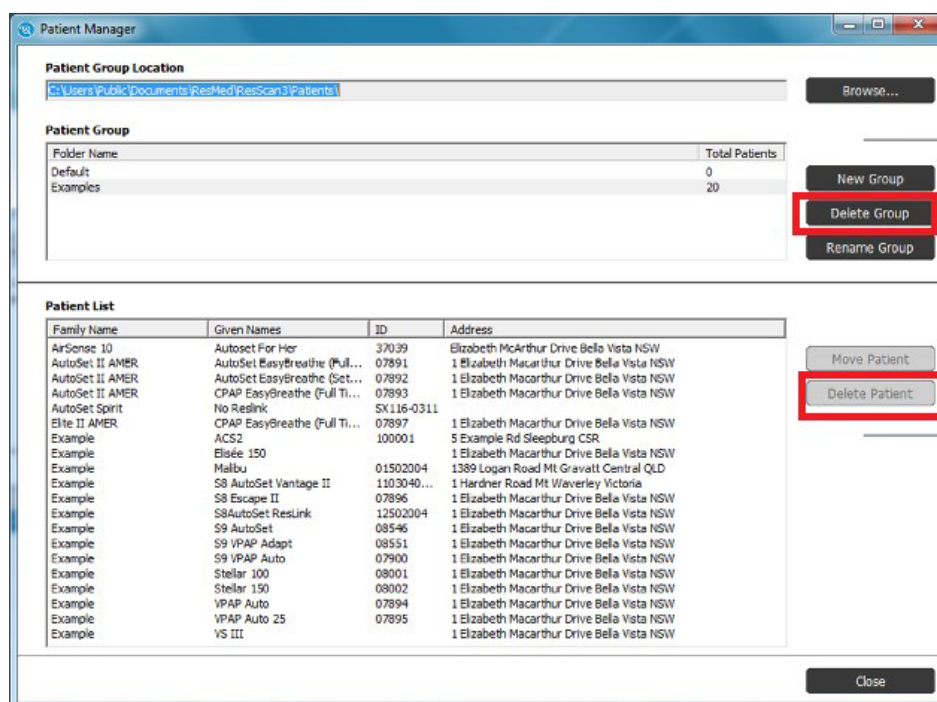 Patient Manager
Patient Group Location
C:\Users\Public\Documents\ResMed\ResScan3\Patients\
Browse...
Patient Group
Folder Name Total Patients
Default 0
Examples 20
New Group
Delete Group
Rename Group
Patient List
Family Name Given Names ID Address
AirSense 10 Autoset For Her 37039 Elizabeth McArthur Drive Bella Vista NSW
AutoSet II AMER AutoSet EasyBreathe (Full... 07891 1 Elizabeth Macarthur Drive Bella Vista NSW
AutoSet II AMER AutoSet EasyBreathe (Set... 07892 1 Elizabeth Macarthur Drive Bella Vista NSW
AutoSet II AMER CPAP EasyBreathe (Full Ti... 07893 1 Elizabeth Macarthur Drive Bella Vista NSW
AutoSet Spirit No Reslink SX116-0311
Elite II AMER CPAP EasyBreathe (Full Ti... 07897 1 Elizabeth Macarthur Drive Bella Vista NSW
Example ACS2 100001 5 Example Rd Sleepburg CSR
Example Elisée 150 1 Elizabeth Macarthur Drive Bella Vista NSW
Example Malibu 01502004 1389 Logan Road Mt Gravatt Central QLD
Example S8 AutoSet Vantage II 1103040... 1 Hardner Road Mt Waverley Victoria
Example S8 Escape II 07896 1 Elizabeth Macarthur Drive Bella Vista NSW
Example S8AutoSet ResLink 12502004 1 Elizabeth Macarthur Drive Bella Vista NSW
Example S9 AutoSet 08546 1 Elizabeth Macarthur Drive Bella Vista NSW
Example S9 VPAP Adapt 08551 1 Elizabeth Macarthur Drive Bella Vista NSW
Example S9 VPAP Auto 07900 1 Elizabeth Macarthur Drive Bella Vista NSW
Example Stellar 100 08001 1 Elizabeth Macarthur Drive Bella Vista NSW
Example Stellar 150 08002 1 Elizabeth Macarthur Drive Bella Vista NSW
Example VPAP Auto 07894 1 Elizabeth Macarthur Drive Bella Vista NSW
Example VPAP Auto 25 07895 1 Elizabeth Macarthur Drive Bella Vista NSW
Example VS III 1 Elizabeth Macarthur Drive Bella Vista NSW
Move Patient
Delete Patient
Close